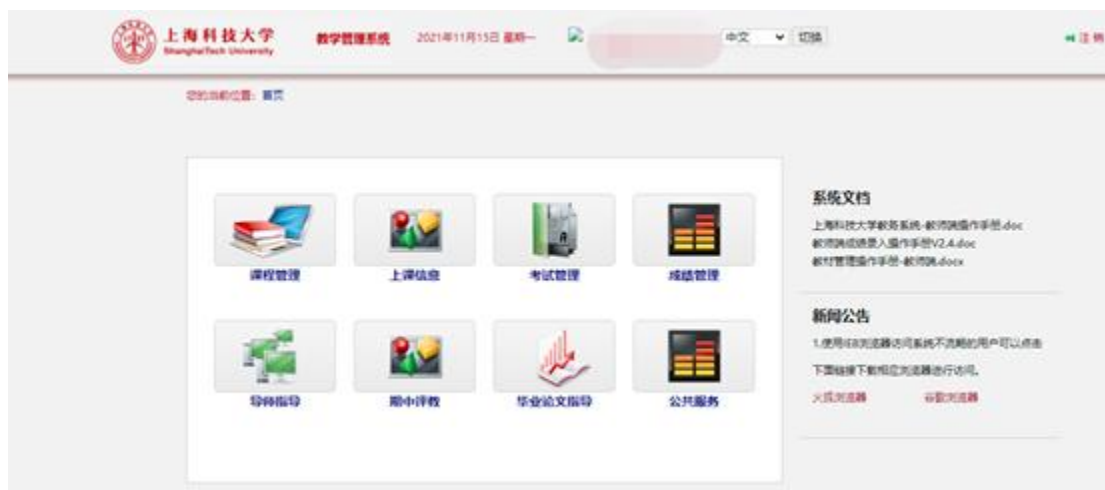 上海科技大学
ShanghaiTech University
教学管理系统 2021年11月15日 星期一 中文 切换 注销
您的当前位置: 首页
课程管理 上课信息 考试管理 成绩管理
导师指导 期中评教 毕业论文指导 公共服务
系统文档
上海科技大学教务系统-教师端操作手册.doc
教师端成绩录入操作手册V2.4.doc
教材管理操作手册-教师端.docx
新闻公告
1.使用IE8浏览器访问系统不流畅的用户可以点击
下面链接下载相应浏览器进行访问。
火狐浏览器 谷歌浏览器